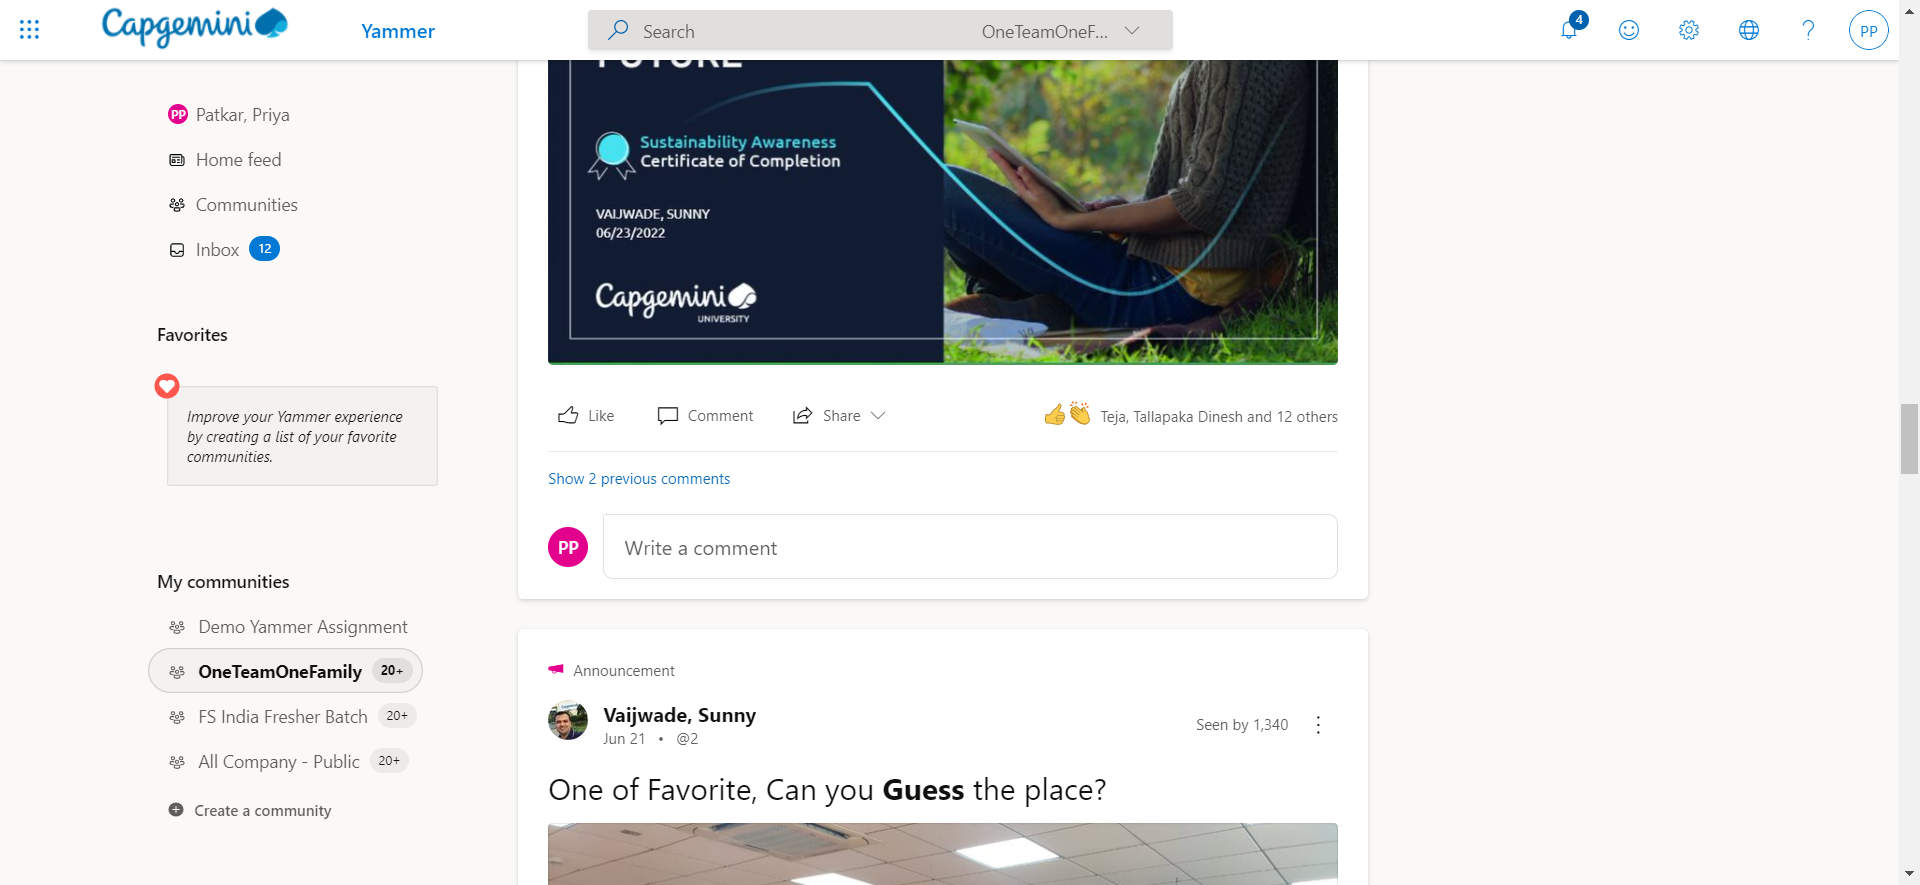 Capgemini
Yammer
Search
OneTeamOneF...
4
?
PP
PP
Patkar, Priya
Home feed
Communities
Inbox
12
Favorites
Improve your Yammer experience
by creating a list of your favorite
communities.
My communities
Demo Yammer Assignment
OneTeamOneFamily
20+
FS India Fresher Batch
20+
All Company - Public
20+
Create a community
FUTURE
Sustainability Awareness
Certificate of Completion
VAIJWADE, SUNNY
06/23/2022
Capgemini
UNIVERSITY
Like
Comment
Share
Teja, Tallapaka Dinesh and 12 others
Show 2 previous comments
PP
Write a comment
Announcement
Vaijwade, Sunny
Jun 21 • @2
Seen by 1,340
One of Favorite, Can you Guess the place?